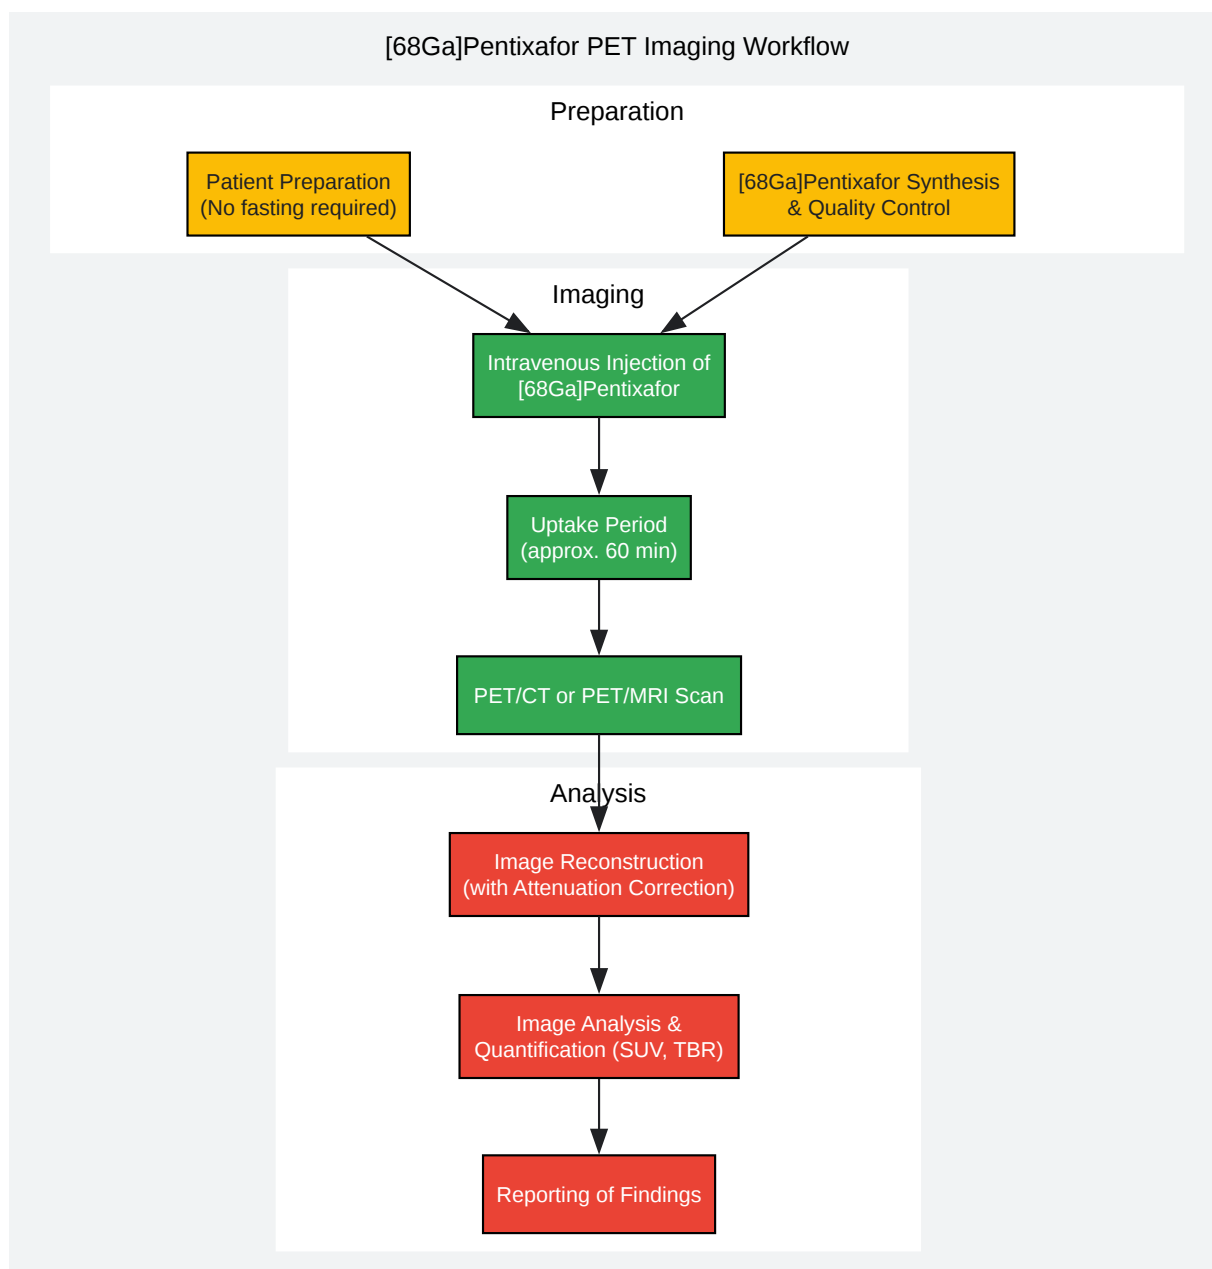 [68Ga]Pentixafor PET Imaging Workflow
Preparation
Patient Preparation
(No fasting required)
[68Ga]Pentixafor Synthesis
& Quality Control
Imaging
Intravenous Injection of
[68Ga]Pentixafor
Uptake Period
(approx. 60 min)
PET/CT or PET/MRI Scan
Analysis
Image Reconstruction
(with Attenuation Correction)
Image Analysis &
Quantification (SUV, TBR)
Reporting of Findings